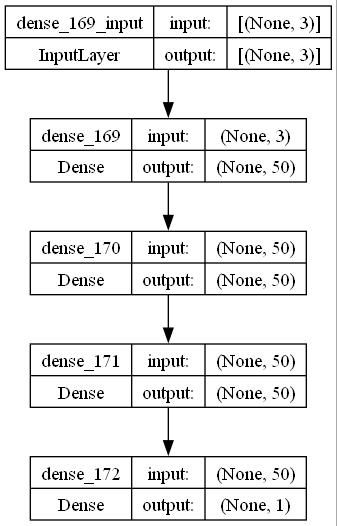 dense_169_input input: [(None, 3)]
InputLayer output: [(None, 3)]
dense_169 input: (None, 3)
Dense output: (None, 50)
dense_170 input: (None, 50)
Dense output: (None, 50)
dense_171 input: (None, 50)
Dense output: (None, 50)
dense_172 input: (None, 50)
Dense output: (None, 1)